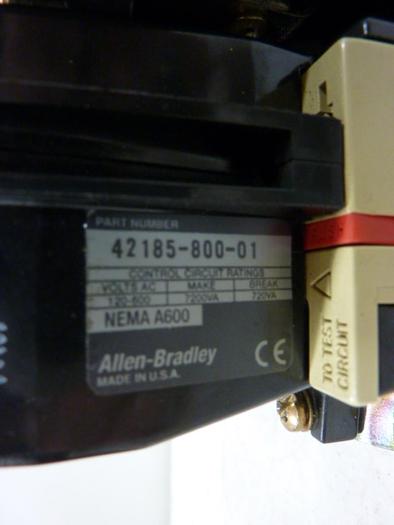 PART NUMBER
42185-800-01
CONTROL CIRCUIT RATINGS
VOLTS AC MAKE BREAK
120-600 7200VA 720VA
NEMA A600
Allen-Bradley CE
MADE IN U.S.A.
TO TEST
CIRCUIT